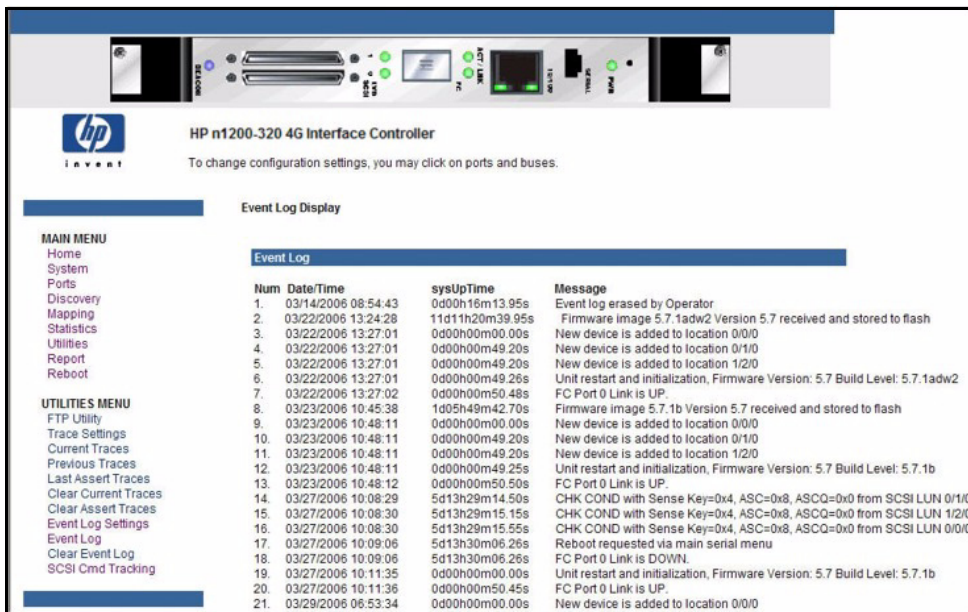 BEACON
1
0
LVD
SCSI
ACT / LINK
FC
10/100
SERIAL
PWR
hp
invent
HP n1200-320 4G Interface Controller
To change configuration settings, you may click on ports and buses.
Event Log Display
MAIN MENU
Home
System
Ports
Discovery
Mapping
Statistics
Utilities
Report
Reboot
UTILITIES MENU
FTP Utility
Trace Settings
Current Traces
Previous Traces
Last Assert Traces
Clear Current Traces
Clear Assert Traces
Event Log Settings
Event Log
Clear Event Log
SCSI Cmd Tracking
Event Log
Num Date/Time sysUpTime Message
1. 03/14/2006 08:54:43 0d00h16m13.95s Event log erased by Operator
2. 03/22/2006 13:24:28 11d11h20m39.95s Firmware image 5.7.1adw2 Version 5.7 received and stored to flash
3. 03/22/2006 13:27:01 0d00h00m00.00s New device is added to location 0/0/0
4. 03/22/2006 13:27:01 0d00h00m49.20s New device is added to location 0/1/0
5. 03/22/2006 13:27:01 0d00h00m49.20s New device is added to location 1/2/0
6. 03/22/2006 13:27:01 0d00h00m49.26s Unit restart and initialization, Firmware Version: 5.7 Build Level: 5.7.1adw2
7. 03/22/2006 13:27:02 0d00h00m50.48s FC Port 0 Link is UP.
8. 03/23/2006 10:45:38 1d05h49m42.70s Firmware image 5.7.1b Version 5.7 received and stored to flash
9. 03/23/2006 10:48:11 0d00h00m00.00s New device is added to location 0/0/0
10. 03/23/2006 10:48:11 0d00h00m49.20s New device is added to location 0/1/0
11. 03/23/2006 10:48:11 0d00h00m49.20s New device is added to location 1/2/0
12. 03/23/2006 10:48:11 0d00h00m49.25s Unit restart and initialization, Firmware Version: 5.7 Build Level: 5.7.1b
13. 03/23/2006 10:48:12 0d00h00m50.50s FC Port 0 Link is UP.
14. 03/27/2006 10:08:29 5d13h29m14.50s CHK COND with Sense Key=0x4, ASC=0x8, ASCQ=0x0 from SCSI LUN 0/1/0
15. 03/27/2006 10:08:30 5d13h29m15.15s CHK COND with Sense Key=0x4, ASC=0x8, ASCQ=0x0 from SCSI LUN 1/2/0
16. 03/27/2006 10:08:30 5d13h29m15.55s CHK COND with Sense Key=0x4, ASC=0x8, ASCQ=0x0 from SCSI LUN 0/0/0
17. 03/27/2006 10:09:06 5d13h30m06.26s Reboot requested via main serial menu
18. 03/27/2006 10:09:06 5d13h30m06.26s FC Port 0 Link is DOWN.
19. 03/27/2006 10:11:35 0d00h00m00.00s Unit restart and initialization, Firmware Version: 5.7 Build Level: 5.7.1b
20. 03/27/2006 10:11:36 0d00h00m50.45s FC Port 0 Link is UP.
21. 03/29/2006 06:53:34 0d00h00m00.00s New device is added to location 0/0/0